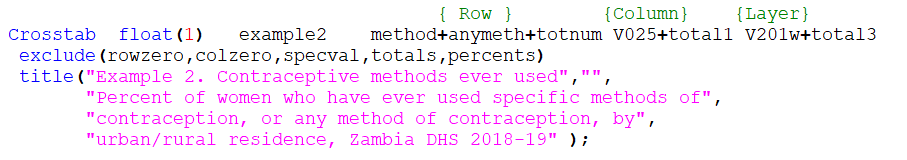 { Row } {Column} {Layer}
Crosstab float(1) example2 method+anymeth+totnum V025+total1 V201w+total3
exclude(rowzero,colzero,specval,totals,percents)
title("Example 2. Contraceptive methods ever used","",
"Percent of women who have ever used specific methods of",
"contraception, or any method of contraception, by",
"urban/rural residence, Zambia DHS 2018-19" );